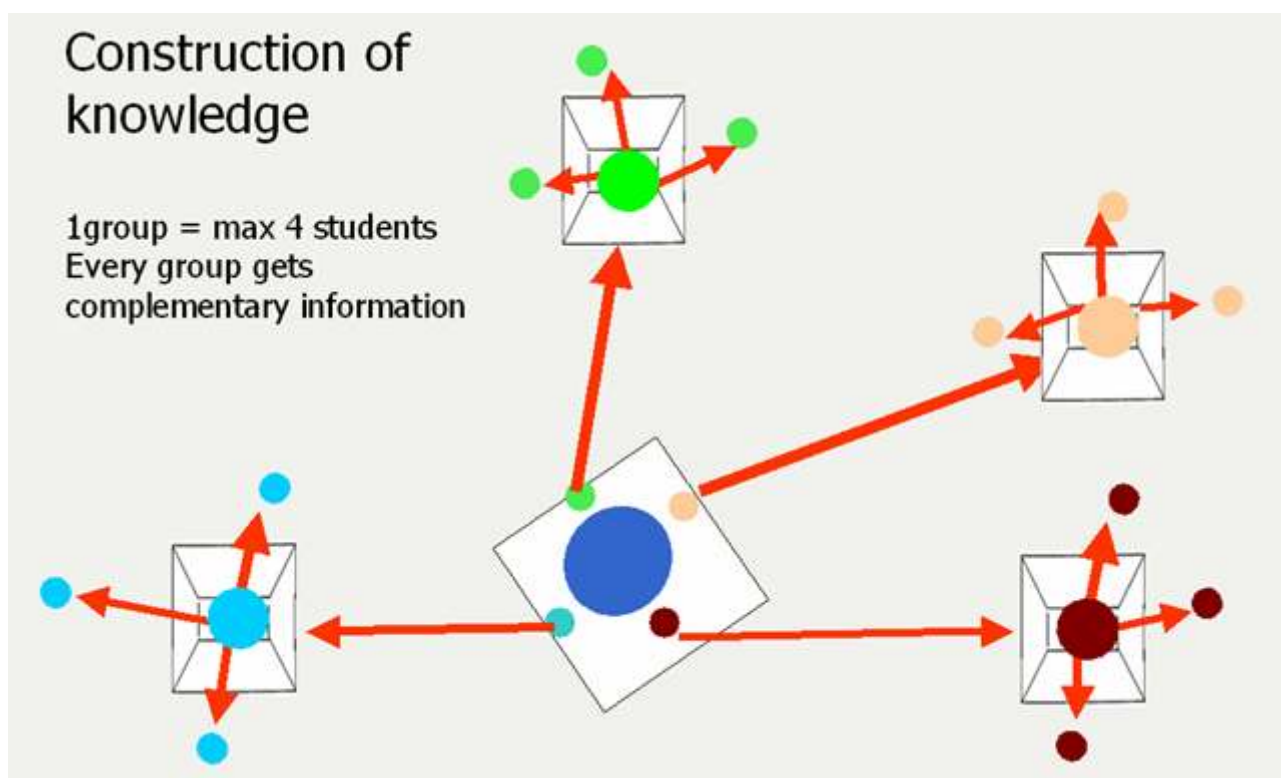 Construction of
knowledge
1group = max 4 students
Every group gets
complementary information